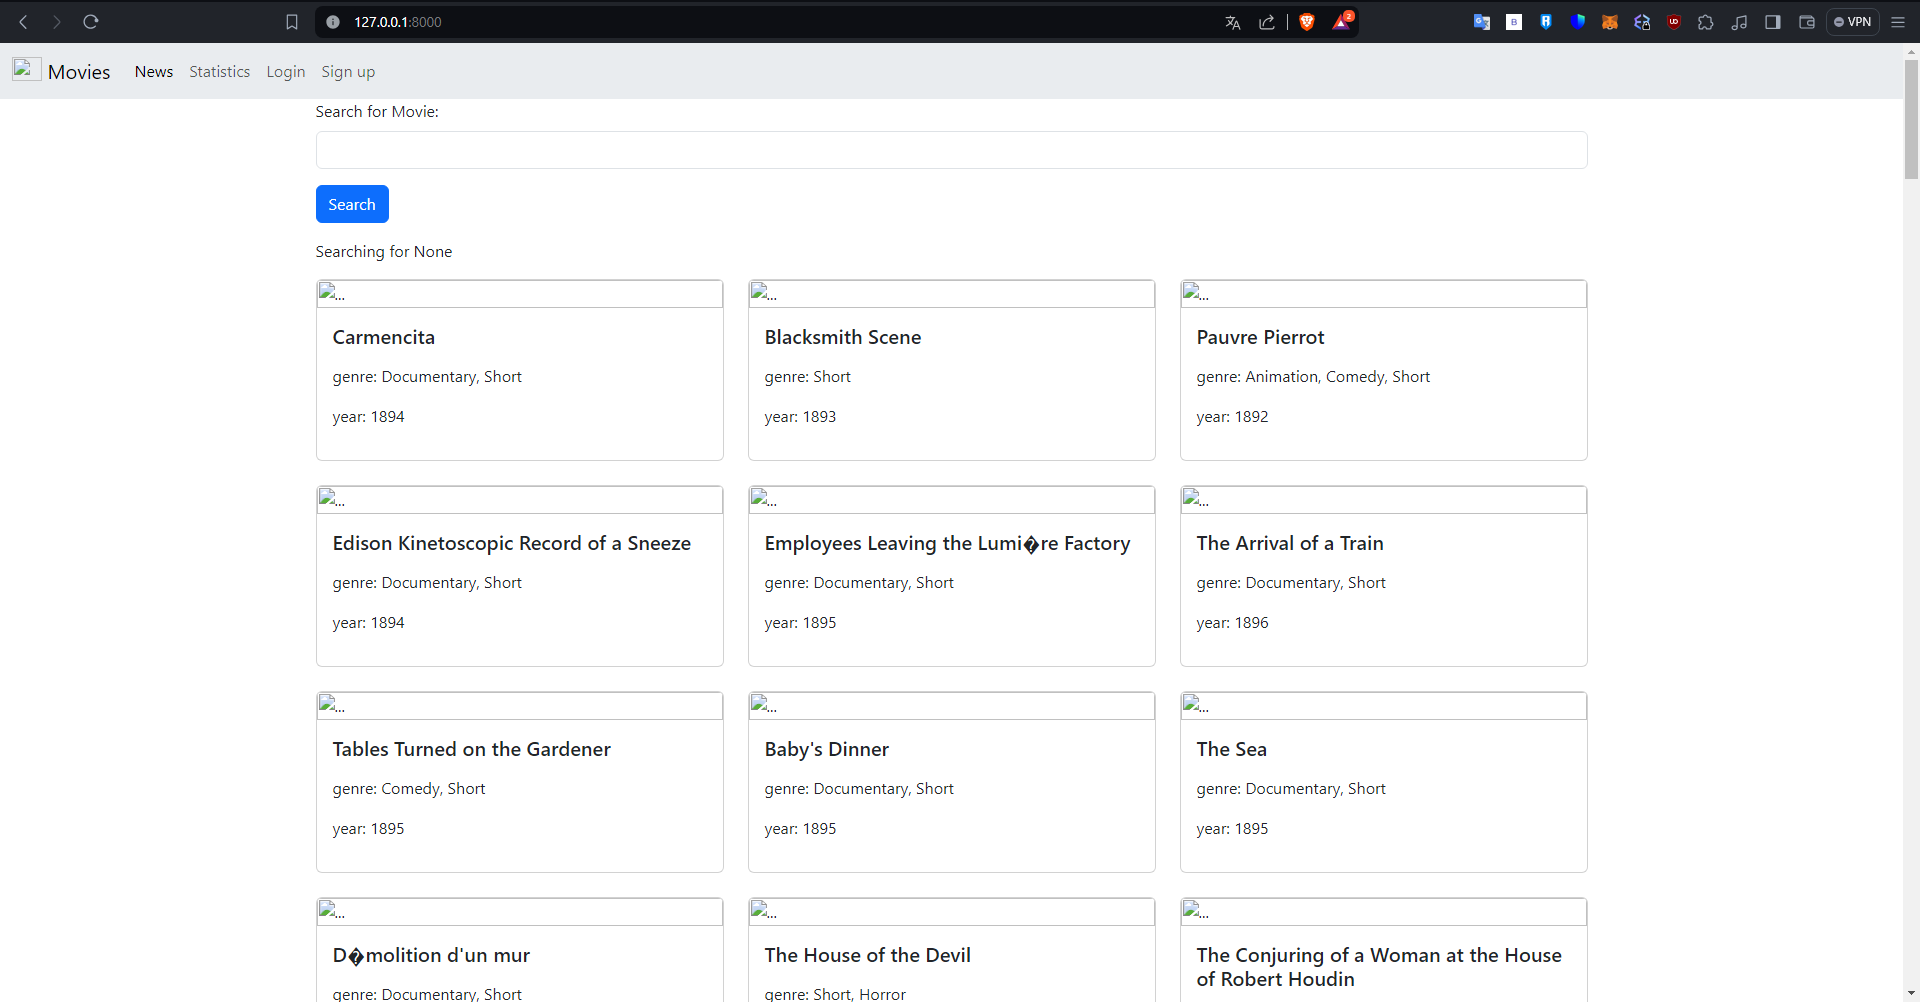 127.0.0.1:8000
2
VPN
Movies News Statistics Login Sign up
Search for Movie:
Search
Searching for None
... ... ...
Carmencita Blacksmith Scene Pauvre Pierrot
genre: Documentary, Short genre: Short genre: Animation, Comedy, Short
year: 1894 year: 1893 year: 1892
... ... ...
Edison Kinetoscopic Record of a Sneeze Employees Leaving the Lumi�re Factory The Arrival of a Train
genre: Documentary, Short genre: Documentary, Short genre: Documentary, Short
year: 1894 year: 1895 year: 1896
... ... ...
Tables Turned on the Gardener Baby's Dinner The Sea
genre: Comedy, Short genre: Documentary, Short genre: Documentary, Short
year: 1895 year: 1895 year: 1895
... ... ...
D�molition d'un mur The House of the Devil The Conjuring of a Woman at the House
of Robert Houdin
genre: Documentary, Short genre: Short, Horror